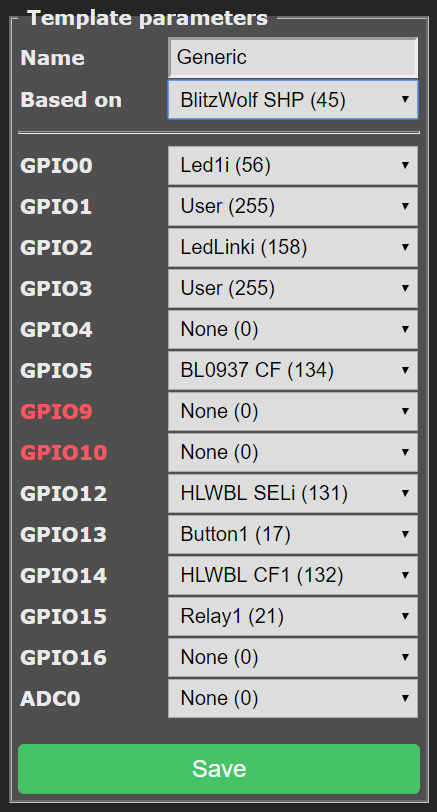 Template parameters
Name Generic
Based on BlitzWolf SHP (45)
GPIO0 Led1i (56)
GPIO1 User (255)
GPIO2 LedLinki (158)
GPIO3 User (255)
GPIO4 None (0)
GPIO5 BL0937 CF (134)
GPIO9 None (0)
GPIO10 None (0)
GPIO12 HLWBL SELi (131)
GPIO13 Button1 (17)
GPIO14 HLWBL CF1 (132)
GPIO15 Relay1 (21)
GPIO16 None (0)
ADC0 None (0)
Save